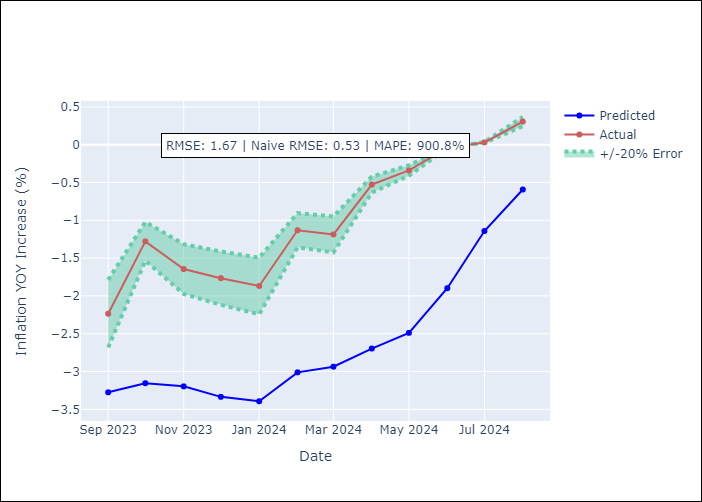 RMSE: 1.67 | Naive RMSE: 0.53 | MAPE: 900.8%
Predicted
Actual
+/-20% Error
Inflation YOY Increase (%)
0.5
0
−0.5
−1
−1.5
−2
−2.5
−3
−3.5
Sep 2023 Nov 2023 Jan 2024 Mar 2024 May 2024 Jul 2024
Date